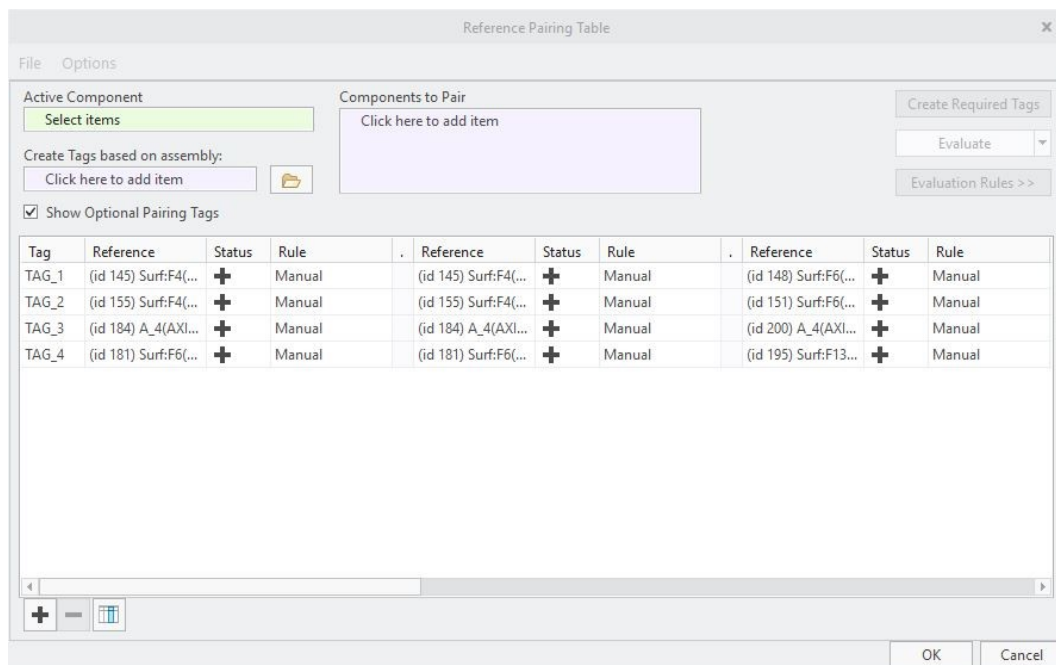 Reference Pairing Table
File Options
Active Component
Select items
Components to Pair
Click here to add item
Create Required Tags
Evaluate
Evaluation Rules >>
Create Tags based on assembly:
Click here to add item
Show Optional Pairing Tags
Tag Reference Status Rule . Reference Status Rule . Reference Status Rule
TAG_1 (id 145) Surf:F4(... Manual (id 145) Surf:F4(... Manual (id 148) Surf:F6(... Manual
TAG_2 (id 155) Surf:F4(... Manual (id 155) Surf:F4(... Manual (id 151) Surf:F6(... Manual
TAG_3 (id 184) A_4(AXI... Manual (id 184) A_4(AXI... Manual (id 200) A_4(AXI... Manual
TAG_4 (id 181) Surf:F6(... Manual (id 181) Surf:F6(... Manual (id 195) Surf:F13... Manual
OK Cancel